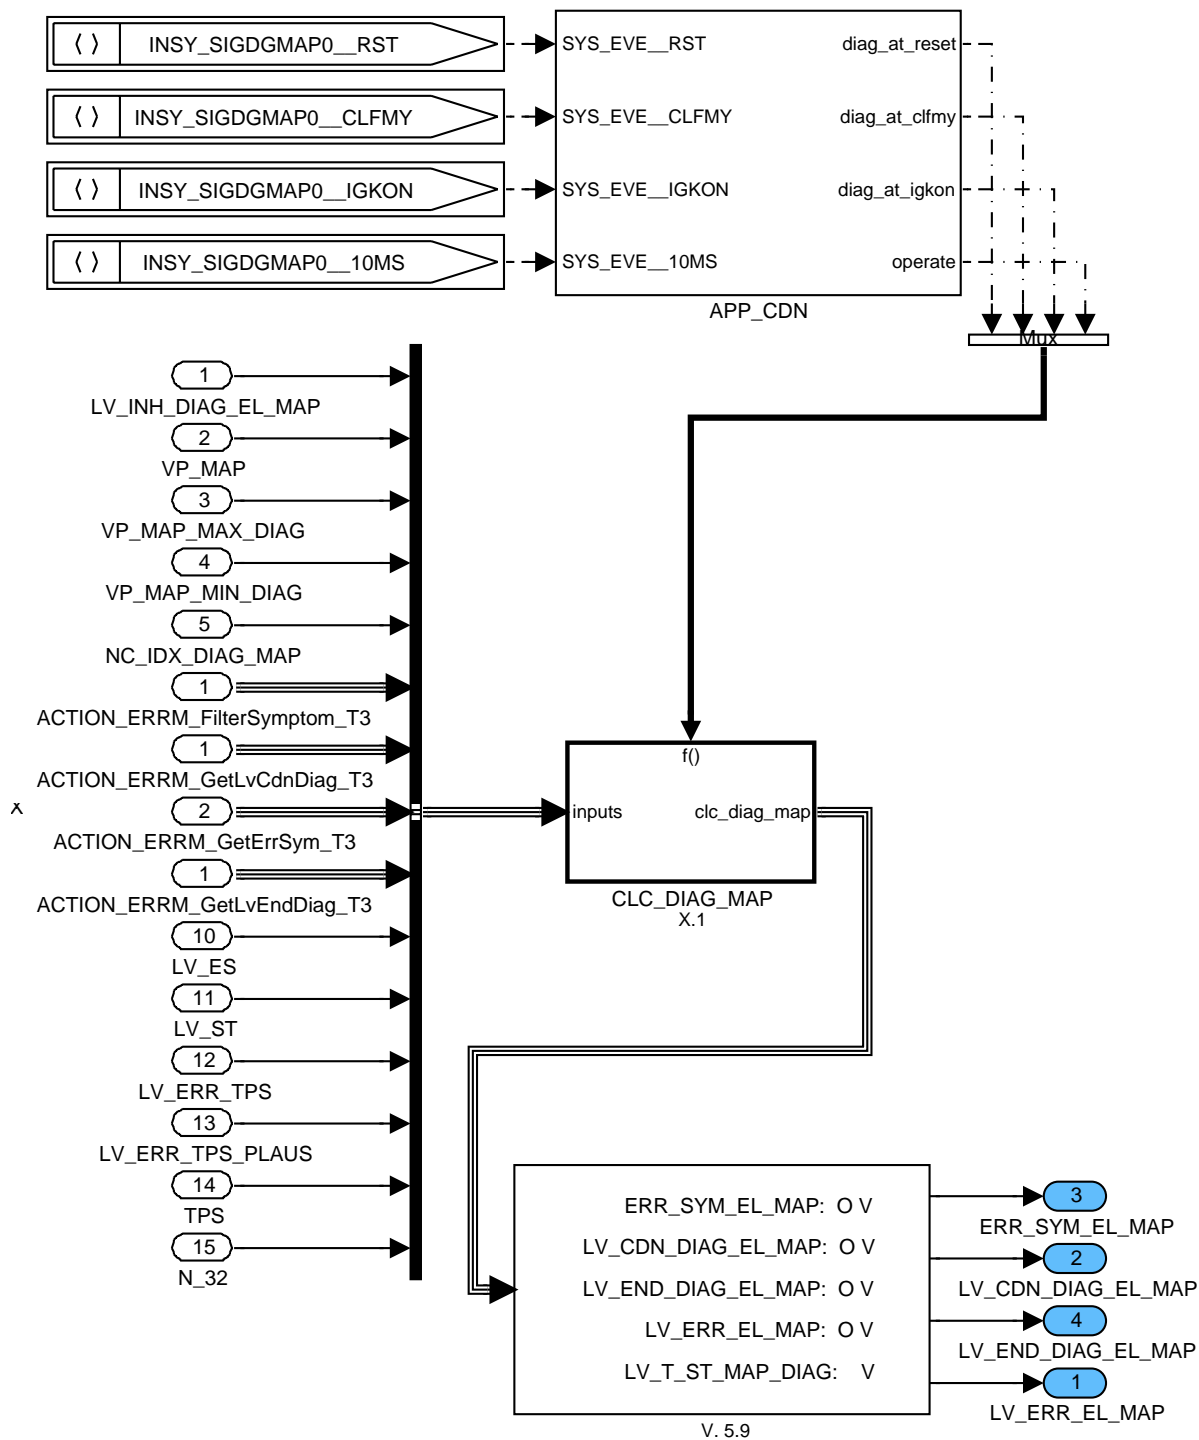 ⟨ ⟩ INSY_SIGDGMAP0__RST
SYS_EVE__RST
diag_at_reset
⟨ ⟩ INSY_SIGDGMAP0__CLFMY
SYS_EVE__CLFMY
diag_at_clfmy
⟨ ⟩ INSY_SIGDGMAP0__IGKON
SYS_EVE__IGKON
diag_at_igkon
⟨ ⟩ INSY_SIGDGMAP0__10MS
SYS_EVE__10MS
operate
APP_CDN
Mux
1
LV_INH_DIAG_EL_MAP
2
VP_MAP
3
VP_MAP_MAX_DIAG
4
VP_MAP_MIN_DIAG
5
NC_IDX_DIAG_MAP
1
ACTION_ERRM_FilterSymptom_T3
1
ACTION_ERRM_GetLvCdnDiag_T3
2
ACTION_ERRM_GetErrSym_T3
1
ACTION_ERRM_GetLvEndDiag_T3
10
LV_ES
11
LV_ST
12
LV_ERR_TPS
13
LV_ERR_TPS_PLAUS
14
TPS
15
N_32
X
f()
inputs
clc_diag_map
CLC_DIAG_MAP
X.1
ERR_SYM_EL_MAP: O V
LV_CDN_DIAG_EL_MAP: O V
LV_END_DIAG_EL_MAP: O V
LV_ERR_EL_MAP: O V
LV_T_ST_MAP_DIAG: V
V. 5.9
3
ERR_SYM_EL_MAP
2
LV_CDN_DIAG_EL_MAP
4
LV_END_DIAG_EL_MAP
1
LV_ERR_EL_MAP